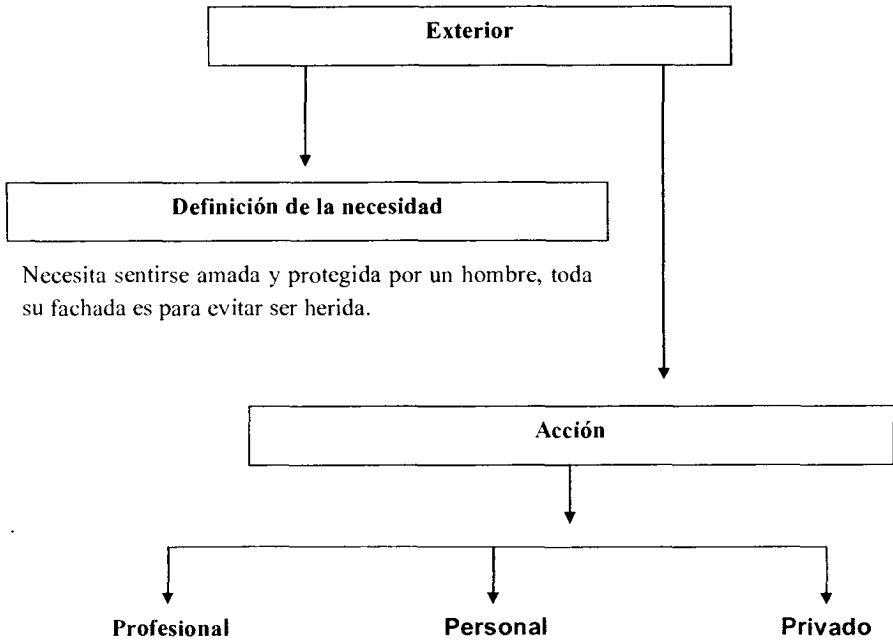 Exterior
Definición de la necesidad
Necesita sentirse amada y protegida por un hombre, toda
su fachada es para evitar ser herida.
Acción
Profesional Personal Privado